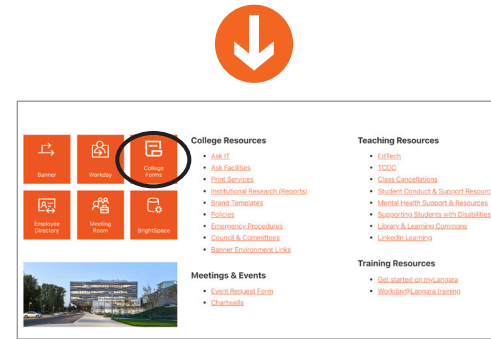 Banner
Workday
College
Forms
Employee
Directory
Meeting
Room
BrightSpace
College Resources
Ask IT
Ask Facilities
Print Services
Institutional Research (Reports)
Brand Templates
Policies
Emergency Procedures
Council & Committees
Banner Environment Links
Meetings & Events
Event Request Form
Chartwells
Teaching Resources
EdTech
TCDC
Class Cancellations
Student Conduct & Support Resourc
Mental Health Support & Resources
Supporting Students with Disabilities
Library & Learning Commons
LinkedIn Learning
Training Resources
Get started on myLangara
Workday@Langara training